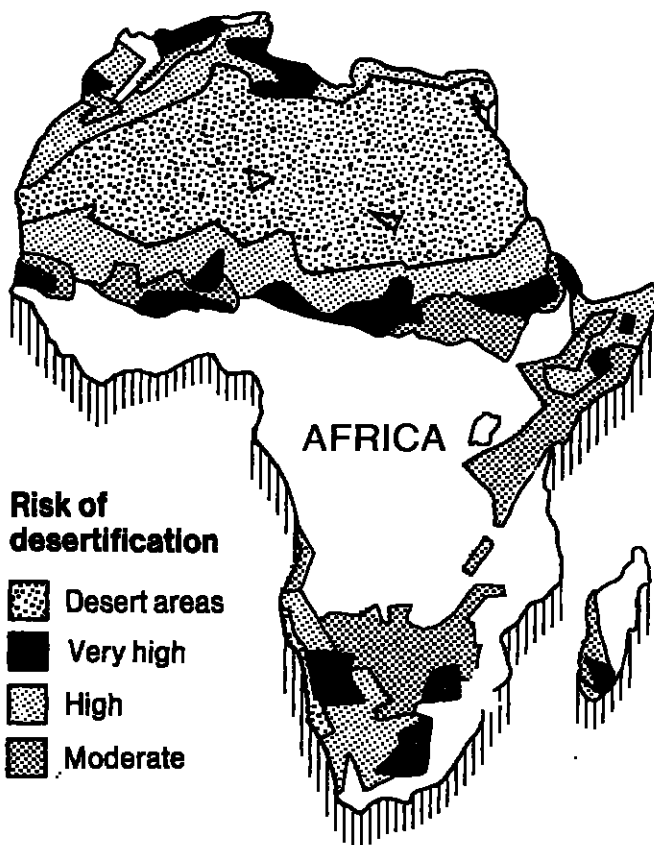 AFRICA
Risk of
desertification
Desert areas
Very high
High
Moderate